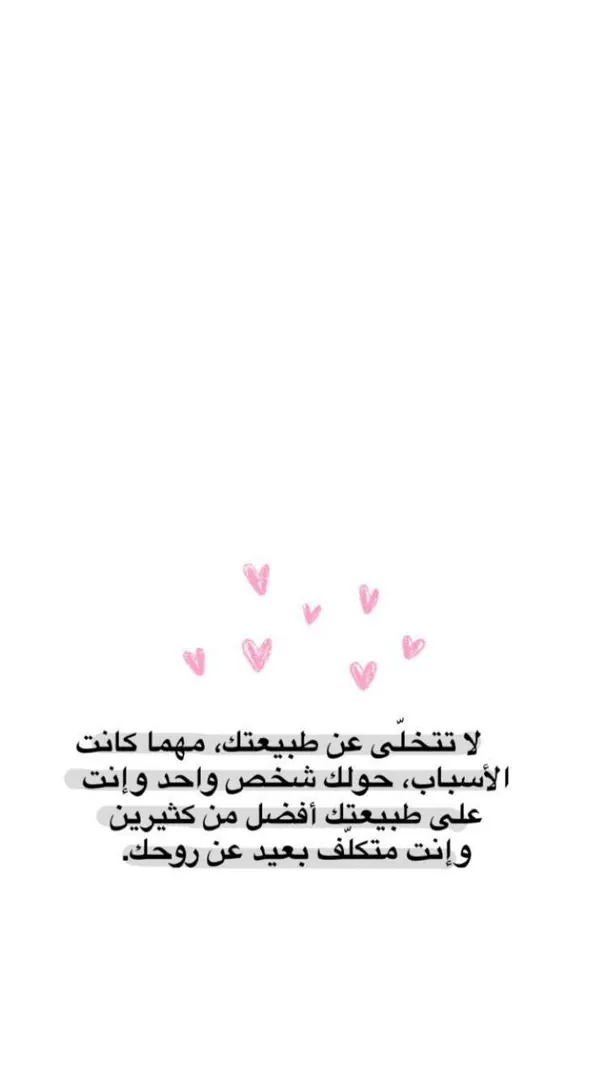 لا تتخلّى عن طبيعتك، مهما كانت
الأسباب، حولك شخص واحد وإنت
على طبيعتك أفضل من كثيرين
وإنت متكلّف بعيد عن روحك.